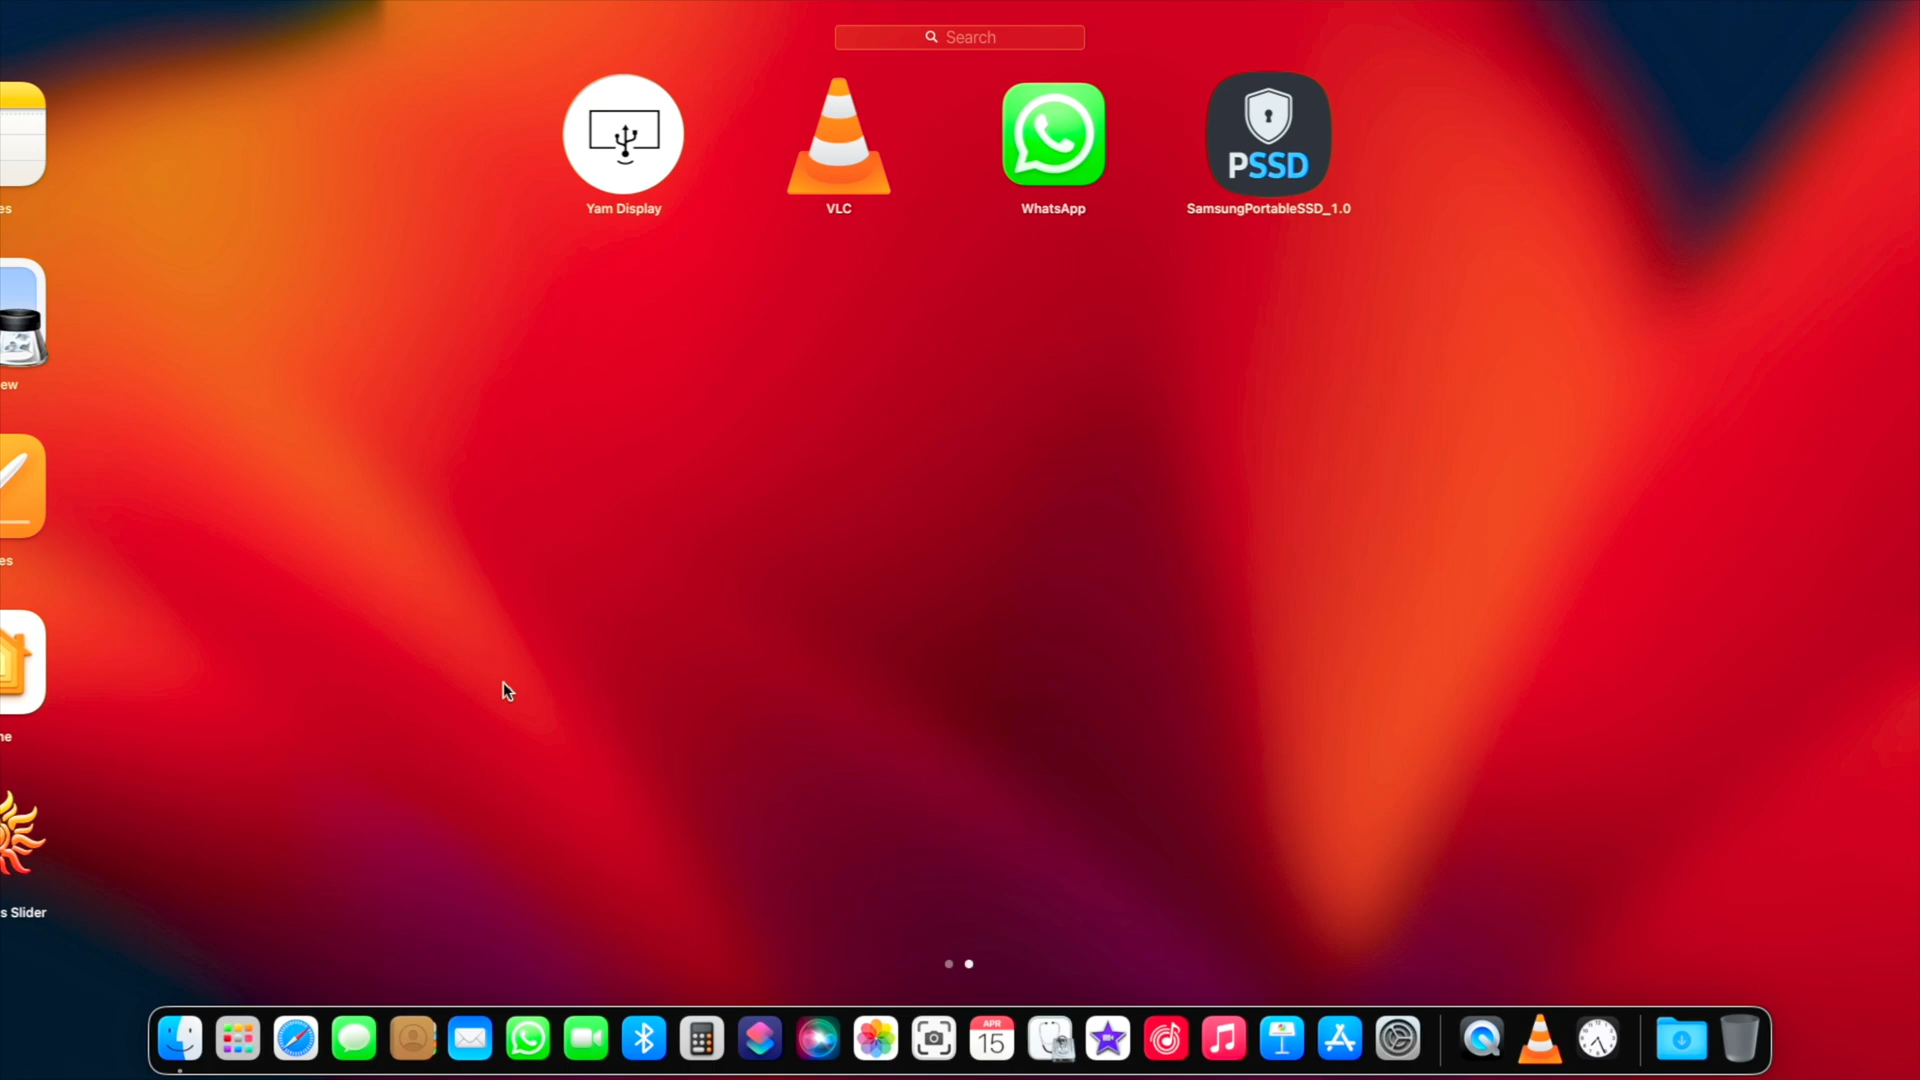 Search
Yam Display
VLC
WhatsApp
PSSD
SamsungPortableSSD_1.0
es
ew
es
ne
s Slider
APR
15